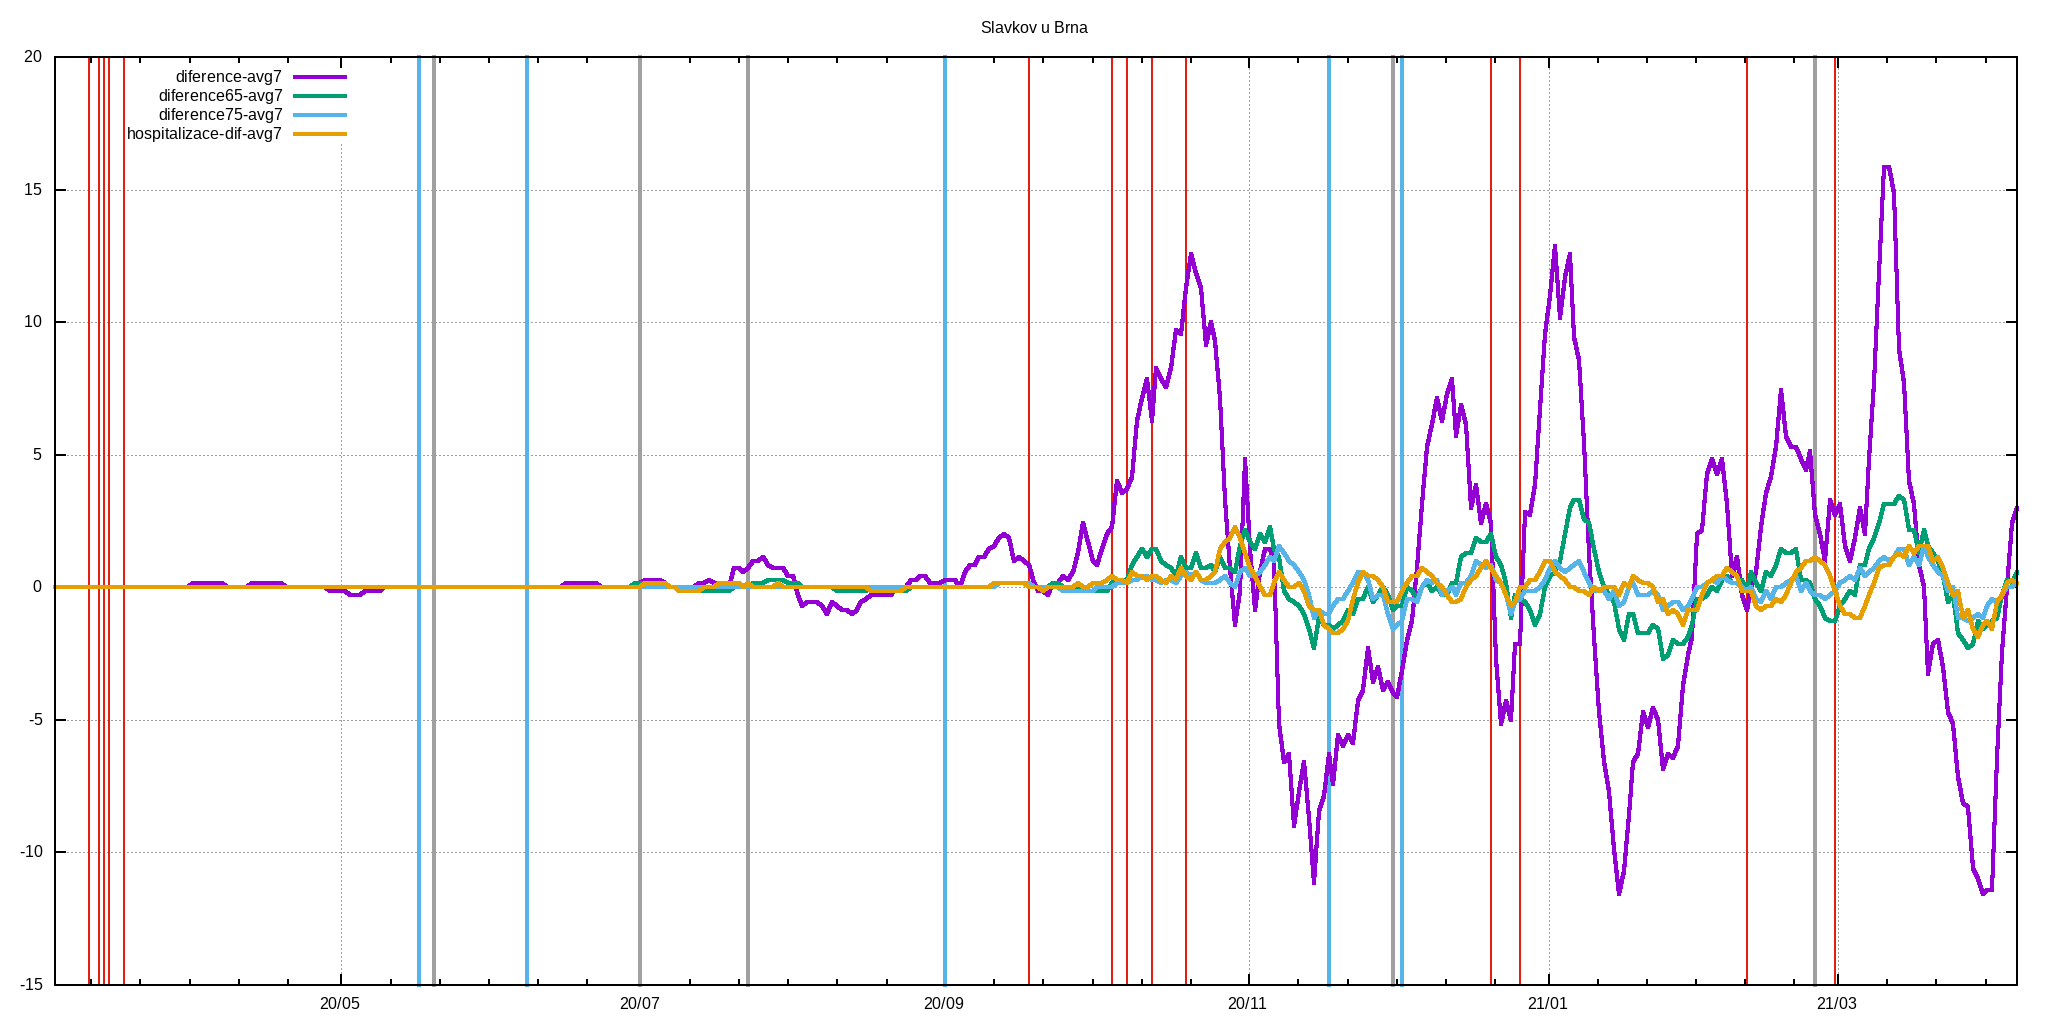 Slavkov u Brna
20
diference-avg7
diference65-avg7
diference75-avg7
hospitalizace-dif-avg7
15
10
5
0
-5
-10
-15
20/05 20/07 20/09 20/11 21/01 21/03